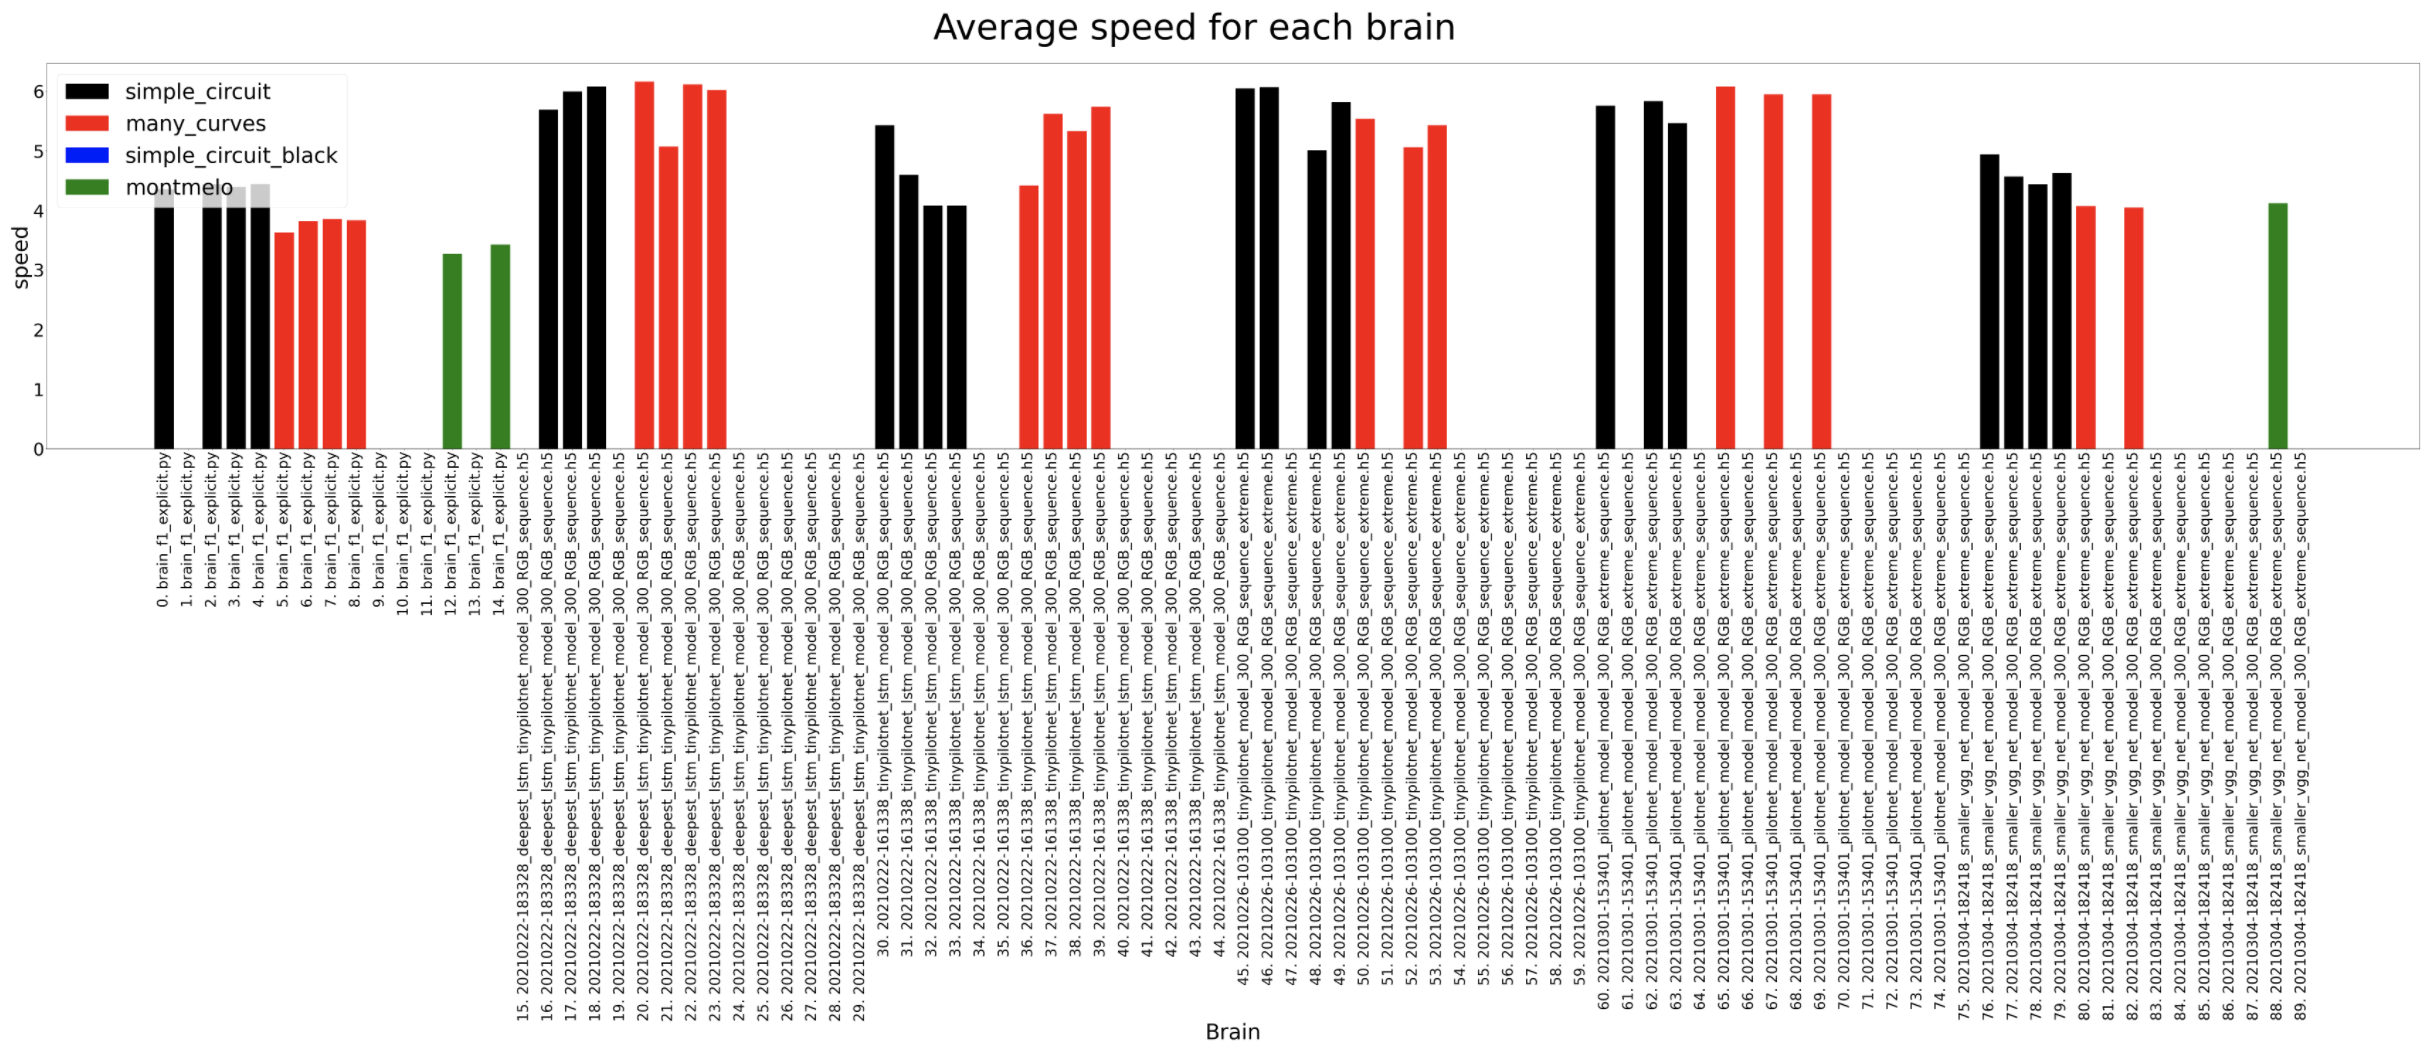 Average speed for each brain
simple_circuit
many_curves
simple_circuit_black
montmelo
speed
6
5
4
3
2
1
0
0. brain_f1_explicit.py
1. brain_f1_explicit.py
2. brain_f1_explicit.py
3. brain_f1_explicit.py
4. brain_f1_explicit.py
5. brain_f1_explicit.py
6. brain_f1_explicit.py
7. brain_f1_explicit.py
8. brain_f1_explicit.py
9. brain_f1_explicit.py
10. brain_f1_explicit.py
11. brain_f1_explicit.py
12. brain_f1_explicit.py
13. brain_f1_explicit.py
14. brain_f1_explicit.py
15. 20210222-183328_deepest_lstm_tinypilotnet_model_300_RGB_sequence.h5
16. 20210222-183328_deepest_lstm_tinypilotnet_model_300_RGB_sequence.h5
17. 20210222-183328_deepest_lstm_tinypilotnet_model_300_RGB_sequence.h5
18. 20210222-183328_deepest_lstm_tinypilotnet_model_300_RGB_sequence.h5
19. 20210222-183328_deepest_lstm_tinypilotnet_model_300_RGB_sequence.h5
20. 20210222-183328_deepest_lstm_tinypilotnet_model_300_RGB_sequence.h5
21. 20210222-183328_deepest_lstm_tinypilotnet_model_300_RGB_sequence.h5
22. 20210222-183328_deepest_lstm_tinypilotnet_model_300_RGB_sequence.h5
23. 20210222-183328_deepest_lstm_tinypilotnet_model_300_RGB_sequence.h5
24. 20210222-183328_deepest_lstm_tinypilotnet_model_300_RGB_sequence.h5
25. 20210222-183328_deepest_lstm_tinypilotnet_model_300_RGB_sequence.h5
26. 20210222-183328_deepest_lstm_tinypilotnet_model_300_RGB_sequence.h5
27. 20210222-183328_deepest_lstm_tinypilotnet_model_300_RGB_sequence.h5
28. 20210222-183328_deepest_lstm_tinypilotnet_model_300_RGB_sequence.h5
29. 20210222-183328_deepest_lstm_tinypilotnet_model_300_RGB_sequence.h5
30. 20210222-161338_tinypilotnet_lstm_model_300_RGB_sequence.h5
31. 20210222-161338_tinypilotnet_lstm_model_300_RGB_sequence.h5
32. 20210222-161338_tinypilotnet_lstm_model_300_RGB_sequence.h5
33. 20210222-161338_tinypilotnet_lstm_model_300_RGB_sequence.h5
34. 20210222-161338_tinypilotnet_lstm_model_300_RGB_sequence.h5
35. 20210222-161338_tinypilotnet_lstm_model_300_RGB_sequence.h5
36. 20210222-161338_tinypilotnet_lstm_model_300_RGB_sequence.h5
37. 20210222-161338_tinypilotnet_lstm_model_300_RGB_sequence.h5
38. 20210222-161338_tinypilotnet_lstm_model_300_RGB_sequence.h5
39. 20210222-161338_tinypilotnet_lstm_model_300_RGB_sequence.h5
40. 20210222-161338_tinypilotnet_lstm_model_300_RGB_sequence.h5
41. 20210222-161338_tinypilotnet_lstm_model_300_RGB_sequence.h5
42. 20210222-161338_tinypilotnet_lstm_model_300_RGB_sequence.h5
43. 20210222-161338_tinypilotnet_lstm_model_300_RGB_sequence.h5
44. 20210222-161338_tinypilotnet_lstm_model_300_RGB_sequence.h5
45. 20210226-103100_tinypilotnet_model_300_RGB_sequence_extreme.h5
46. 20210226-103100_tinypilotnet_model_300_RGB_sequence_extreme.h5
47. 20210226-103100_tinypilotnet_model_300_RGB_sequence_extreme.h5
48. 20210226-103100_tinypilotnet_model_300_RGB_sequence_extreme.h5
49. 20210226-103100_tinypilotnet_model_300_RGB_sequence_extreme.h5
50. 20210226-103100_tinypilotnet_model_300_RGB_sequence_extreme.h5
51. 20210226-103100_tinypilotnet_model_300_RGB_sequence_extreme.h5
52. 20210226-103100_tinypilotnet_model_300_RGB_sequence_extreme.h5
53. 20210226-103100_tinypilotnet_model_300_RGB_sequence_extreme.h5
54. 20210226-103100_tinypilotnet_model_300_RGB_sequence_extreme.h5
55. 20210226-103100_tinypilotnet_model_300_RGB_sequence_extreme.h5
56. 20210226-103100_tinypilotnet_model_300_RGB_sequence_extreme.h5
57. 20210226-103100_tinypilotnet_model_300_RGB_sequence_extreme.h5
58. 20210226-103100_tinypilotnet_model_300_RGB_sequence_extreme.h5
59. 20210226-103100_tinypilotnet_model_300_RGB_sequence_extreme.h5
60. 20210301-153401_pilotnet_model_model_300_RGB_extreme_sequence.h5
61. 20210301-153401_pilotnet_model_model_300_RGB_extreme_sequence.h5
62. 20210301-153401_pilotnet_model_model_300_RGB_extreme_sequence.h5
63. 20210301-153401_pilotnet_model_model_300_RGB_extreme_sequence.h5
64. 20210301-153401_pilotnet_model_model_300_RGB_extreme_sequence.h5
65. 20210301-153401_pilotnet_model_model_300_RGB_extreme_sequence.h5
66. 20210301-153401_pilotnet_model_model_300_RGB_extreme_sequence.h5
67. 20210301-153401_pilotnet_model_model_300_RGB_extreme_sequence.h5
68. 20210301-153401_pilotnet_model_model_300_RGB_extreme_sequence.h5
69. 20210301-153401_pilotnet_model_model_300_RGB_extreme_sequence.h5
70. 20210301-153401_pilotnet_model_model_300_RGB_extreme_sequence.h5
71. 20210301-153401_pilotnet_model_model_300_RGB_extreme_sequence.h5
72. 20210301-153401_pilotnet_model_model_300_RGB_extreme_sequence.h5
73. 20210301-153401_pilotnet_model_model_300_RGB_extreme_sequence.h5
74. 20210301-153401_pilotnet_model_model_300_RGB_extreme_sequence.h5
75. 20210304-182418_smaller_vgg_net_model_300_RGB_extreme_sequence.h5
76. 20210304-182418_smaller_vgg_net_model_300_RGB_extreme_sequence.h5
77. 20210304-182418_smaller_vgg_net_model_300_RGB_extreme_sequence.h5
78. 20210304-182418_smaller_vgg_net_model_300_RGB_extreme_sequence.h5
79. 20210304-182418_smaller_vgg_net_model_300_RGB_extreme_sequence.h5
80. 20210304-182418_smaller_vgg_net_model_300_RGB_extreme_sequence.h5
81. 20210304-182418_smaller_vgg_net_model_300_RGB_extreme_sequence.h5
82. 20210304-182418_smaller_vgg_net_model_300_RGB_extreme_sequence.h5
83. 20210304-182418_smaller_vgg_net_model_300_RGB_extreme_sequence.h5
84. 20210304-182418_smaller_vgg_net_model_300_RGB_extreme_sequence.h5
85. 20210304-182418_smaller_vgg_net_model_300_RGB_extreme_sequence.h5
86. 20210304-182418_smaller_vgg_net_model_300_RGB_extreme_sequence.h5
87. 20210304-182418_smaller_vgg_net_model_300_RGB_extreme_sequence.h5
88. 20210304-182418_smaller_vgg_net_model_300_RGB_extreme_sequence.h5
89. 20210304-182418_smaller_vgg_net_model_300_RGB_extreme_sequence.h5
Brain